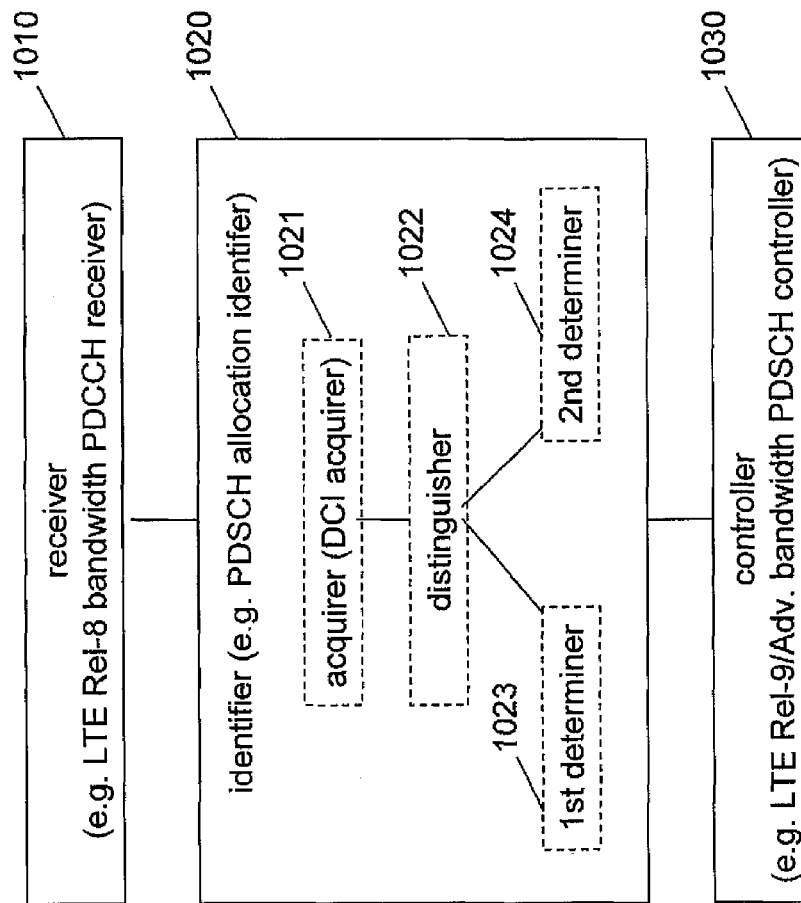 1010
receiver
(e.g. LTE Rel-8 bandwidth PDCCH receiver)
1020
identifier (e.g. PDSCH allocation identifer)
1021
acquirer (DCI acquirer)
1022
distinguisher
1023
1st determiner
1024
2nd determiner
1030
controller
(e.g. LTE Rel-9/Adv. bandwidth PDSCH controller)